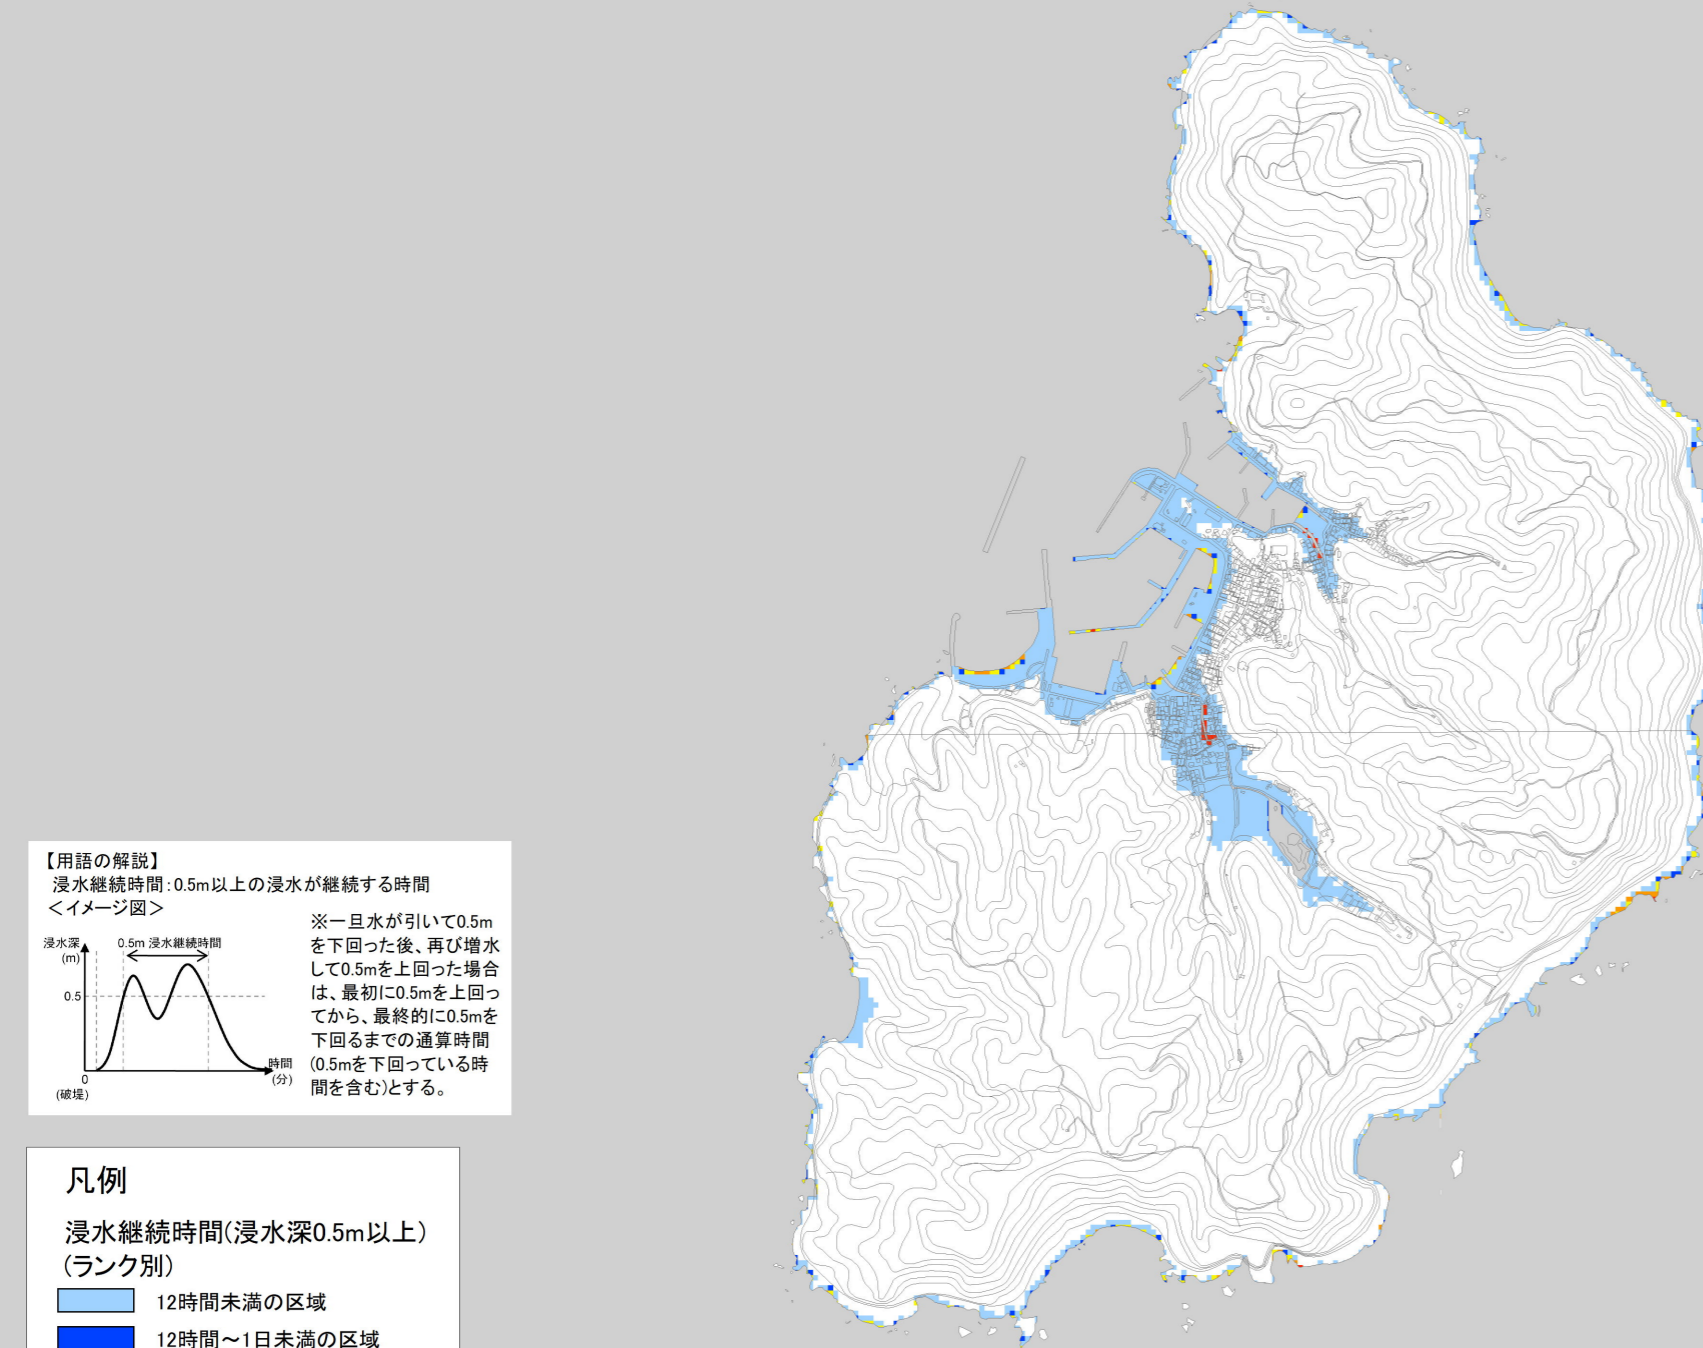 【用語の解説】
浸水継続時間:0.5m以上の浸水が継続する時間
<イメージ図>
浸水深
(m)
0.5m 浸水継続時間
0.5
0
(破堤)
時間
(分)
※一旦水が引いて0.5m
を下回った後、再び増水
して0.5mを上回った場合
は、最初に0.5mを上回っ
てから、最終的に0.5mを
下回るまでの通算時間
(0.5mを下回っている時
間を含む)とする。
凡例
浸水継続時間(浸水深0.5m以上)
(ランク別)
12時間未満の区域
12時間～1日未満の区域